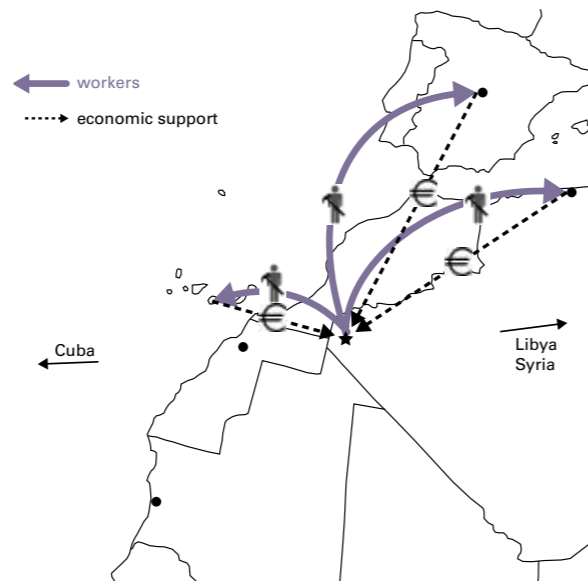 workers
economic support
€
€
€
Cuba
Libya
Syria